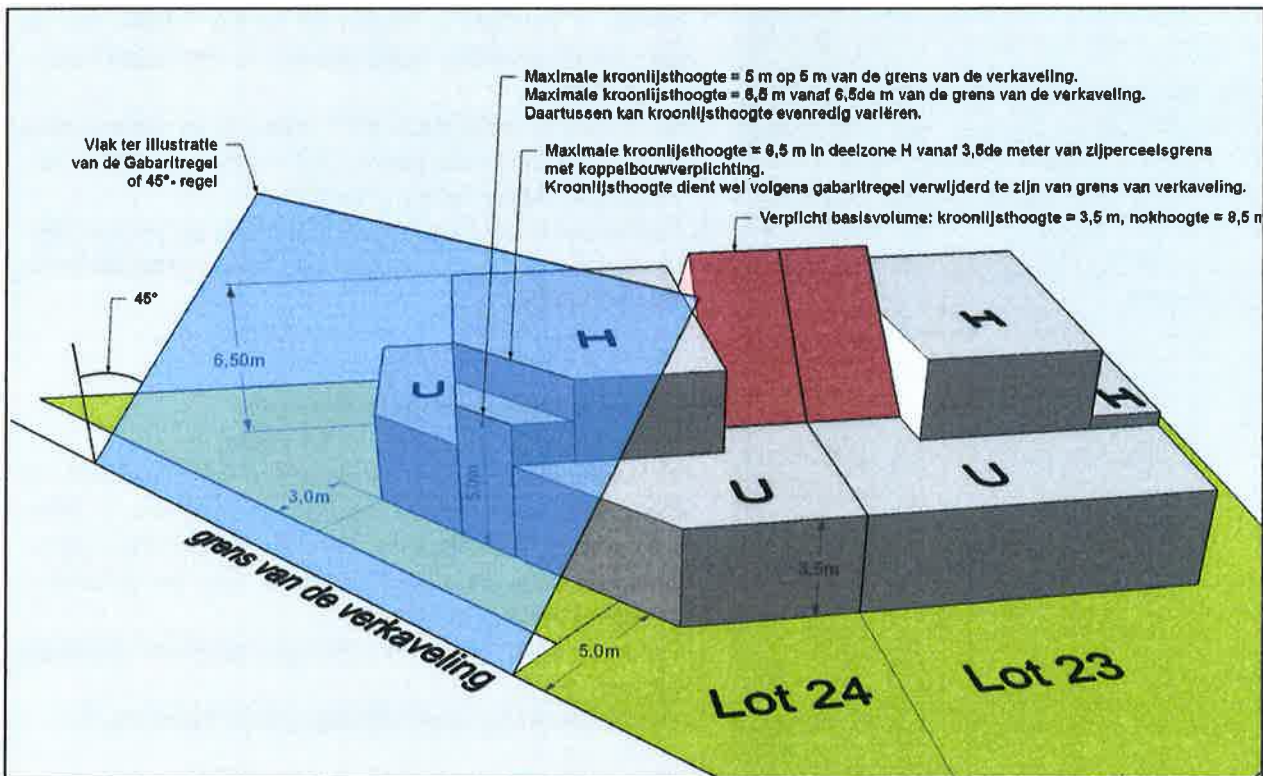 Maximale kroonlijsthoogte = 5 m op 5 m van de grens van de verkaveling.
Maximale kroonlijsthoogte = 6,5 m vanaf 6,5de m van de grens van de verkaveling.
Daartussen kan kroonlijsthoogte evenredig variëren.
Vlak ter illustratie
van de Gabaritregel
of 45°- regel
Maximale kroonlijsthoogte = 6,5 m in deelzone H vanaf 3,5de meter van zijperceelsgrens
met koppelbouwverplichting.
Kroonlijsthoogte dient wel volgens gabaritregel verwijderd te zijn van grens van verkaveling.
Verplicht basisvolume: kroonlijsthoogte = 3,5 m, nokhoogte = 8,5 m
45°
6,50m
H
H
U
H
3,0m
5,0m
U
U
3,5m
grens van de verkaveling
5.0m
Lot 24
Lot 23